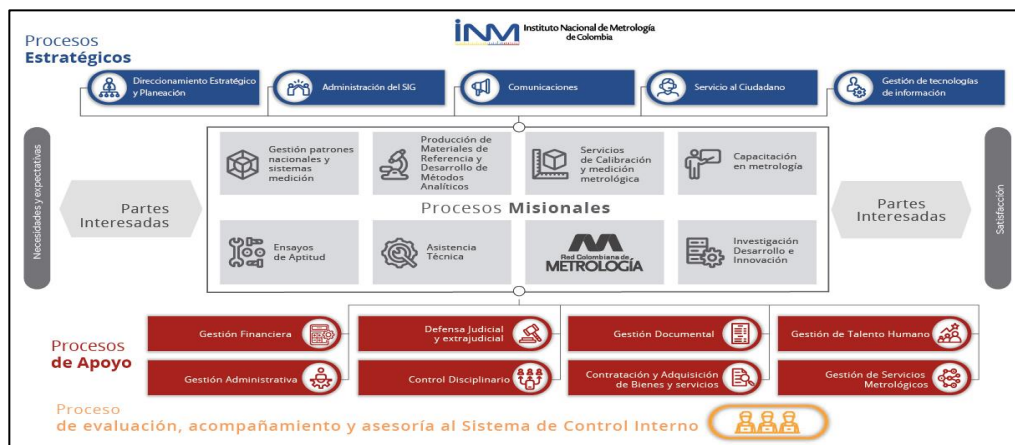 Procesos
Estratégicos
iNM Instituto Nacional de Metrología
de Colombia
Direccionamiento Estratégico
y Planeación
Administración del SIG
Comunicaciones
Servicio al Ciudadano
Gestión de tecnologías
de información
Necesidades y expectativas
Partes
Interesadas
Gestión patrones
nacionales y
sistemas
medición
Producción de
Materiales de
Referencia y
Desarrollo de
Métodos
Analíticos
Servicios
de Calibración
y medición
metrológica
Capacitación
en metrología
Procesos Misionales
Ensayos
de Aptitud
Asistencia
Técnica
Red Colombiana de
METROLOGÍA
Investigación
Desarrollo e
Innovación
Partes
Interesadas
Satisfacción
Procesos
de Apoyo
Gestión Financiera
Defensa Judicial
y extrajudicial
Gestión Documental
Gestión de Talento Humano
Gestión Administrativa
Control Disciplinario
Contratación y Adquisición
de Bienes y servicios
Gestión de Servicios
Metrológicos
Proceso
de evaluación, acompañamiento y asesoría al Sistema de Control Interno